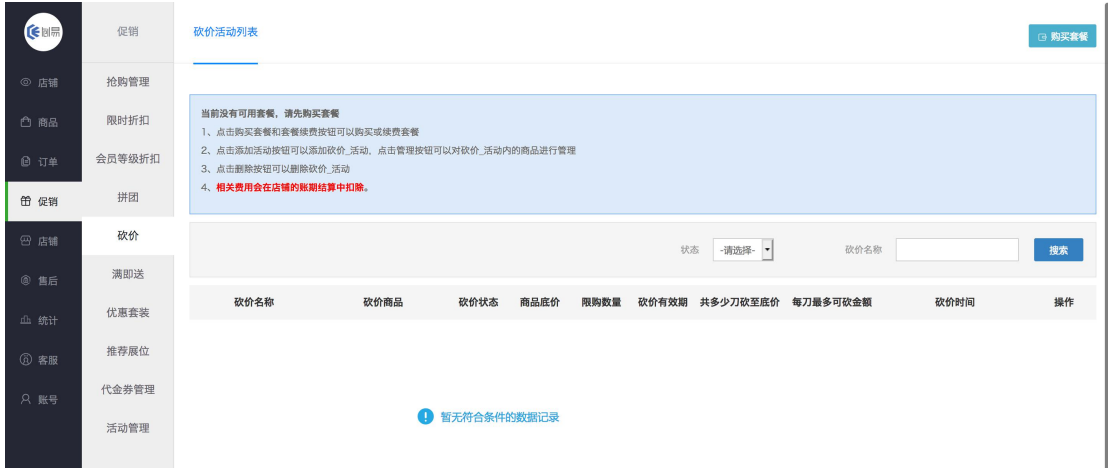 创易
促销
砍价活动列表
购买套餐
店铺
商品
订单
促销
店铺
售后
统计
客服
账号
抢购管理
限时折扣
会员等级折扣
拼团
砍价
满即送
优惠套装
推荐展位
代金券管理
活动管理
当前没有可用套餐，请先购买套餐
1、点击购买套餐和套餐续费按钮可以购买或续费套餐
2、点击添加活动按钮可以添加砍价_活动，点击管理按钮可以对砍价_活动内的商品进行管理
3、点击删除按钮可以删除砍价_活动
4、相关费用会在店铺的账期结算中扣除。
状态 -请选择- 砍价名称 搜索
砍价名称 砍价商品 砍价状态 商品底价 限购数量 砍价有效期 共多少刀砍至底价 每刀最多可砍金额 砍价时间 操作
暂无符合条件的数据记录